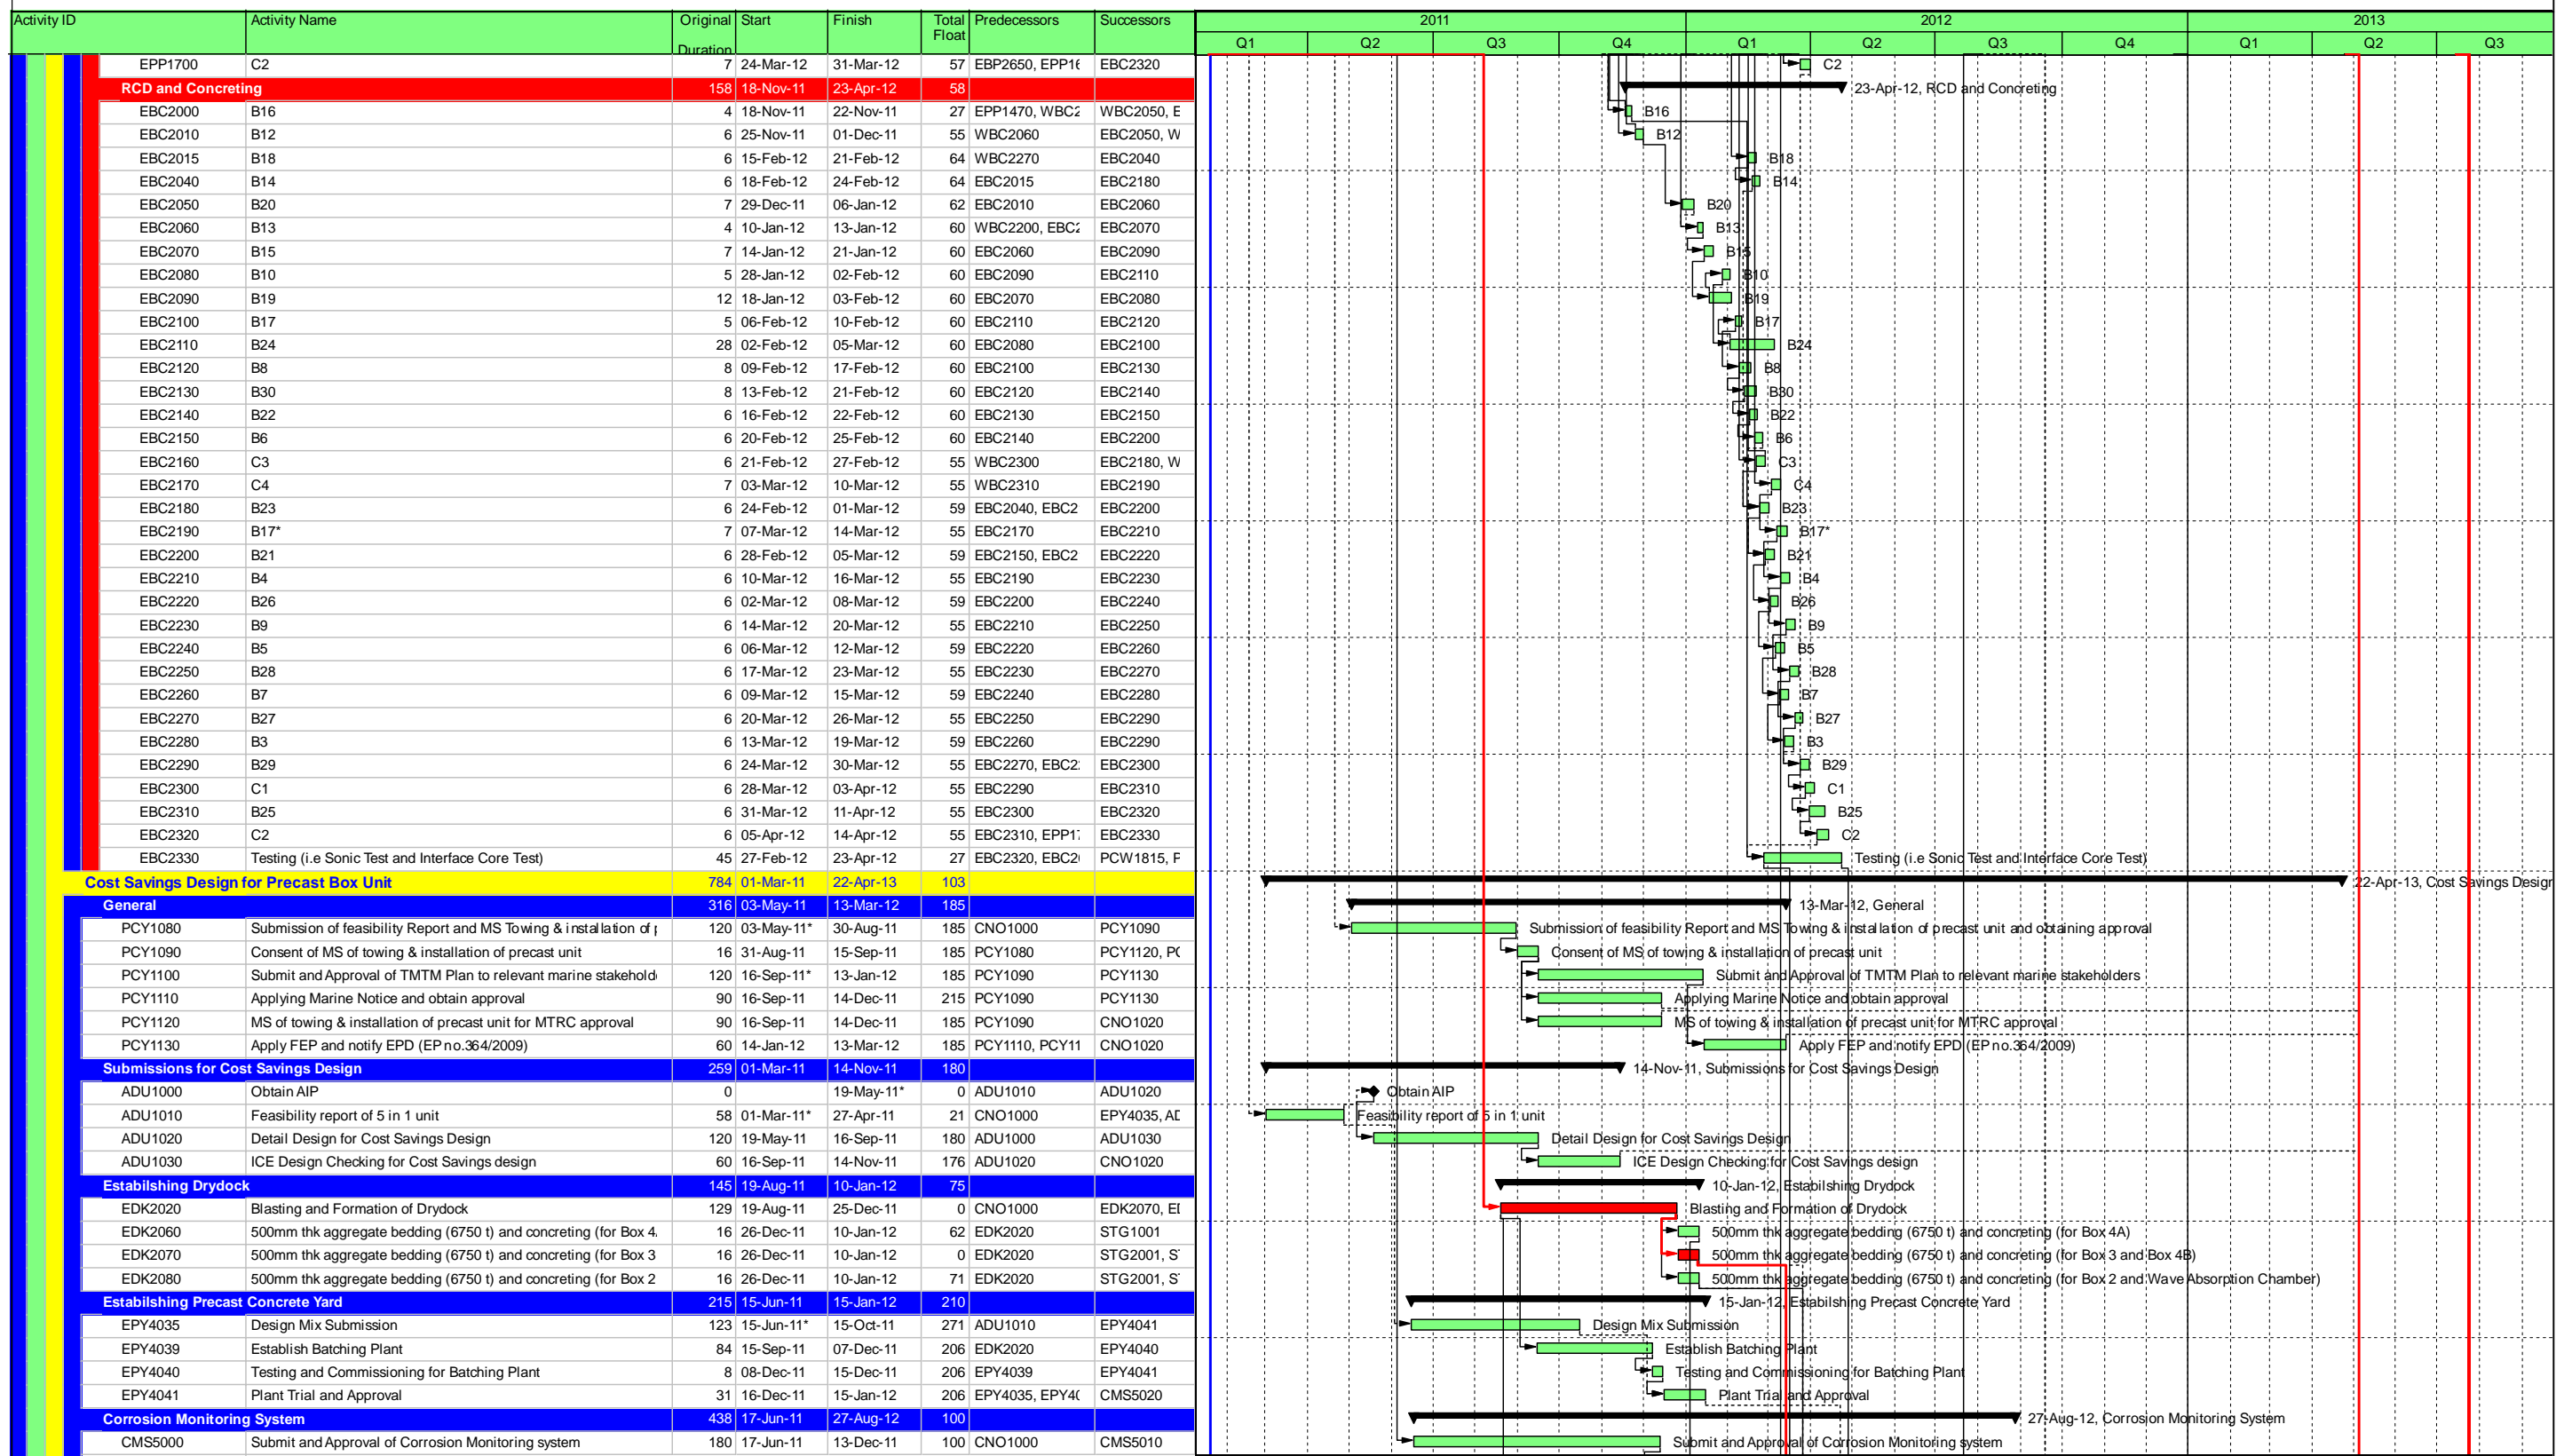 Activity ID Activity Name Original Duration Start Finish Total Float Predecessors Successors 2011 2012 2013
Q1 Q2 Q3 Q4 Q1 Q2 Q3 Q4 Q1 Q2 Q3
EPP1700 C2 7 24-Mar-12 31-Mar-12 57 EBP2650, EPP16 EBC2320 C2
RCD and Concreting 158 18-Nov-11 23-Apr-12 58 23-Apr-12, RCD and Concreting
EBC2000 B16 4 18-Nov-11 22-Nov-11 27 EPP1470, WBC2 WBC2050, E B16
EBC2010 B12 6 25-Nov-11 01-Dec-11 55 WBC2060 EBC2050, W B12
EBC2015 B18 6 15-Feb-12 21-Feb-12 64 WBC2270 EBC2040 B18
EBC2040 B14 6 18-Feb-12 24-Feb-12 64 EBC2015 EBC2180 B14
EBC2050 B20 7 29-Dec-11 06-Jan-12 62 EBC2010 EBC2060 B20
EBC2060 B13 4 10-Jan-12 13-Jan-12 60 WBC2200, EBC2 EBC2070 B13
EBC2070 B15 7 14-Jan-12 21-Jan-12 60 EBC2060 EBC2090 B15
EBC2080 B10 5 28-Jan-12 02-Feb-12 60 EBC2090 EBC2110 B10
EBC2090 B19 12 18-Jan-12 03-Feb-12 60 EBC2070 EBC2080 B19
EBC2100 B17 5 06-Feb-12 10-Feb-12 60 EBC2110 EBC2120 B17
EBC2110 B24 28 02-Feb-12 05-Mar-12 60 EBC2080 EBC2100 B24
EBC2120 B8 8 09-Feb-12 17-Feb-12 60 EBC2100 EBC2130 B8
EBC2130 B30 8 13-Feb-12 21-Feb-12 60 EBC2120 EBC2140 B30
EBC2140 B22 6 16-Feb-12 22-Feb-12 60 EBC2130 EBC2150 B22
EBC2150 B6 6 20-Feb-12 25-Feb-12 60 EBC2140 EBC2200 B6
EBC2160 C3 6 21-Feb-12 27-Feb-12 55 WBC2300 EBC2180, W C3
EBC2170 C4 7 03-Mar-12 10-Mar-12 55 WBC2310 EBC2190 C4
EBC2180 B23 6 24-Feb-12 01-Mar-12 59 EBC2040, EBC2 EBC2200 B23
EBC2190 B17* 7 07-Mar-12 14-Mar-12 55 EBC2170 EBC2210 B17*
EBC2200 B21 6 28-Feb-12 05-Mar-12 59 EBC2150, EBC2 EBC2220 B21
EBC2210 B4 6 10-Mar-12 16-Mar-12 55 EBC2190 EBC2230 B4
EBC2220 B26 6 02-Mar-12 08-Mar-12 59 EBC2200 EBC2240 B26
EBC2230 B9 6 14-Mar-12 20-Mar-12 55 EBC2210 EBC2250 B9
EBC2240 B5 6 06-Mar-12 12-Mar-12 59 EBC2220 EBC2260 B5
EBC2250 B28 6 17-Mar-12 23-Mar-12 55 EBC2230 EBC2270 B28
EBC2260 B7 6 09-Mar-12 15-Mar-12 59 EBC2240 EBC2280 B7
EBC2270 B27 6 20-Mar-12 26-Mar-12 55 EBC2250 EBC2290 B27
EBC2280 B3 6 13-Mar-12 19-Mar-12 59 EBC2260 EBC2290 B3
EBC2290 B29 6 24-Mar-12 30-Mar-12 55 EBC2270, EBC2 EBC2300 B29
EBC2300 C1 6 28-Mar-12 03-Apr-12 55 EBC2290 EBC2310 C1
EBC2310 B25 6 31-Mar-12 11-Apr-12 55 EBC2300 EBC2320 B25
EBC2320 C2 6 05-Apr-12 14-Apr-12 55 EBC2310, EPP17 EBC2330 C2
EBC2330 Testing (i.e Sonic Test and Interface Core Test) 45 27-Feb-12 23-Apr-12 27 EBC2320, EBC20 PCW1815, F Testing (i.e Sonic Test and Interface Core Test)
Cost Savings Design for Precast Box Unit 784 01-Mar-11 22-Apr-13 103 22-Apr-13, Cost Savings Design
General 316 03-May-11 13-Mar-12 185 13-Mar-12, General
PCY1080 Submission of feasibility Report and MS Towing & installation of p 120 03-May-11* 30-Aug-11 185 CNO1000 PCY1090 Submission of feasibility Report and MS Towing & installation of precast unit and obtaining approval
PCY1090 Consent of MS of towing & installation of precast unit 16 31-Aug-11 15-Sep-11 185 PCY1080 PCY1120, PC Consent of MS of towing & installation of precast unit
PCY1100 Submit and Approval of TMTM Plan to relevant marine stakehold 120 16-Sep-11* 13-Jan-12 185 PCY1090 PCY1130 Submit and Approval of TMTM Plan to relevant marine stakeholders
PCY1110 Applying Marine Notice and obtain approval 90 16-Sep-11 14-Dec-11 215 PCY1090 PCY1130 Applying Marine Notice and obtain approval
PCY1120 MS of towing & installation of precast unit for MTRC approval 90 16-Sep-11 14-Dec-11 185 PCY1090 CNO1020 MS of towing & installation of precast unit for MTRC approval
PCY1130 Apply FEP and notify EPD (EP no.364/2009) 60 14-Jan-12 13-Mar-12 185 PCY1110, PCY11 CNO1020 Apply FEP and notify EPD (EP no.364/2009)
Submissions for Cost Savings Design 259 01-Mar-11 14-Nov-11 180 14-Nov-11, Submissions for Cost Savings Design
ADU1000 Obtain AIP 0 19-May-11* 0 ADU1010 ADU1020 Obtain AIP
ADU1010 Feasibility report of 5 in 1 unit 58 01-Mar-11* 27-Apr-11 21 CNO1000 EPY4035, AD Feasibility report of 5 in 1 unit
ADU1020 Detail Design for Cost Savings Design 120 19-May-11 16-Sep-11 180 ADU1000 ADU1030 Detail Design for Cost Savings Design
ADU1030 ICE Design Checking for Cost Savings design 60 16-Sep-11 14-Nov-11 176 ADU1020 CNO1020 ICE Design Checking for Cost Savings design
Estabilshing Drydock 145 19-Aug-11 10-Jan-12 75 10-Jan-12, Estabilshing Drydock
EDK2020 Blasting and Formation of Drydock 129 19-Aug-11 25-Dec-11 0 CNO1000 EDK2070, ED Blasting and Formation of Drydock
EDK2060 500mm thk aggregate bedding (6750 t) and concreting (for Box 4 16 26-Dec-11 10-Jan-12 62 EDK2020 STG1001 500mm thk aggregate bedding (6750 t) and concreting (for Box 4A)
EDK2070 500mm thk aggregate bedding (6750 t) and concreting (for Box 3 16 26-Dec-11 10-Jan-12 0 EDK2020 STG2001, S 500mm thk aggregate bedding (6750 t) and concreting (for Box 3 and Box 4B)
EDK2080 500mm thk aggregate bedding (6750 t) and concreting (for Box 2 16 26-Dec-11 10-Jan-12 71 EDK2020 STG2001, S 500mm thk aggregate bedding (6750 t) and concreting (for Box 2 and Wave Absorption Chamber)
Estabilshing Precast Concrete Yard 215 15-Jun-11 15-Jan-12 210 15-Jan-12, Estabilshing Precast Concrete Yard
EPY4035 Design Mix Submission 123 15-Jun-11* 15-Oct-11 271 ADU1010 EPY4041 Design Mix Submission
EPY4039 Establish Batching Plant 84 15-Sep-11 07-Dec-11 206 EDK2020 EPY4040 Establish Batching Plant
EPY4040 Testing and Commissioning for Batching Plant 8 08-Dec-11 15-Dec-11 206 EPY4039 EPY4041 Testing and Commissioning for Batching Plant
EPY4041 Plant Trial and Approval 31 16-Dec-11 15-Jan-12 206 EPY4035, EPY40 CMS5020 Plant Trial and Approval
Corrosion Monitoring System 438 17-Jun-11 27-Aug-12 100 27-Aug-12, Corrosion Monitoring System
CMS5000 Submit and Approval of Corrosion Monitoring system 180 17-Jun-11 13-Dec-11 100 CNO1000 CMS5010 Submit and Approval of Corrosion Monitoring system